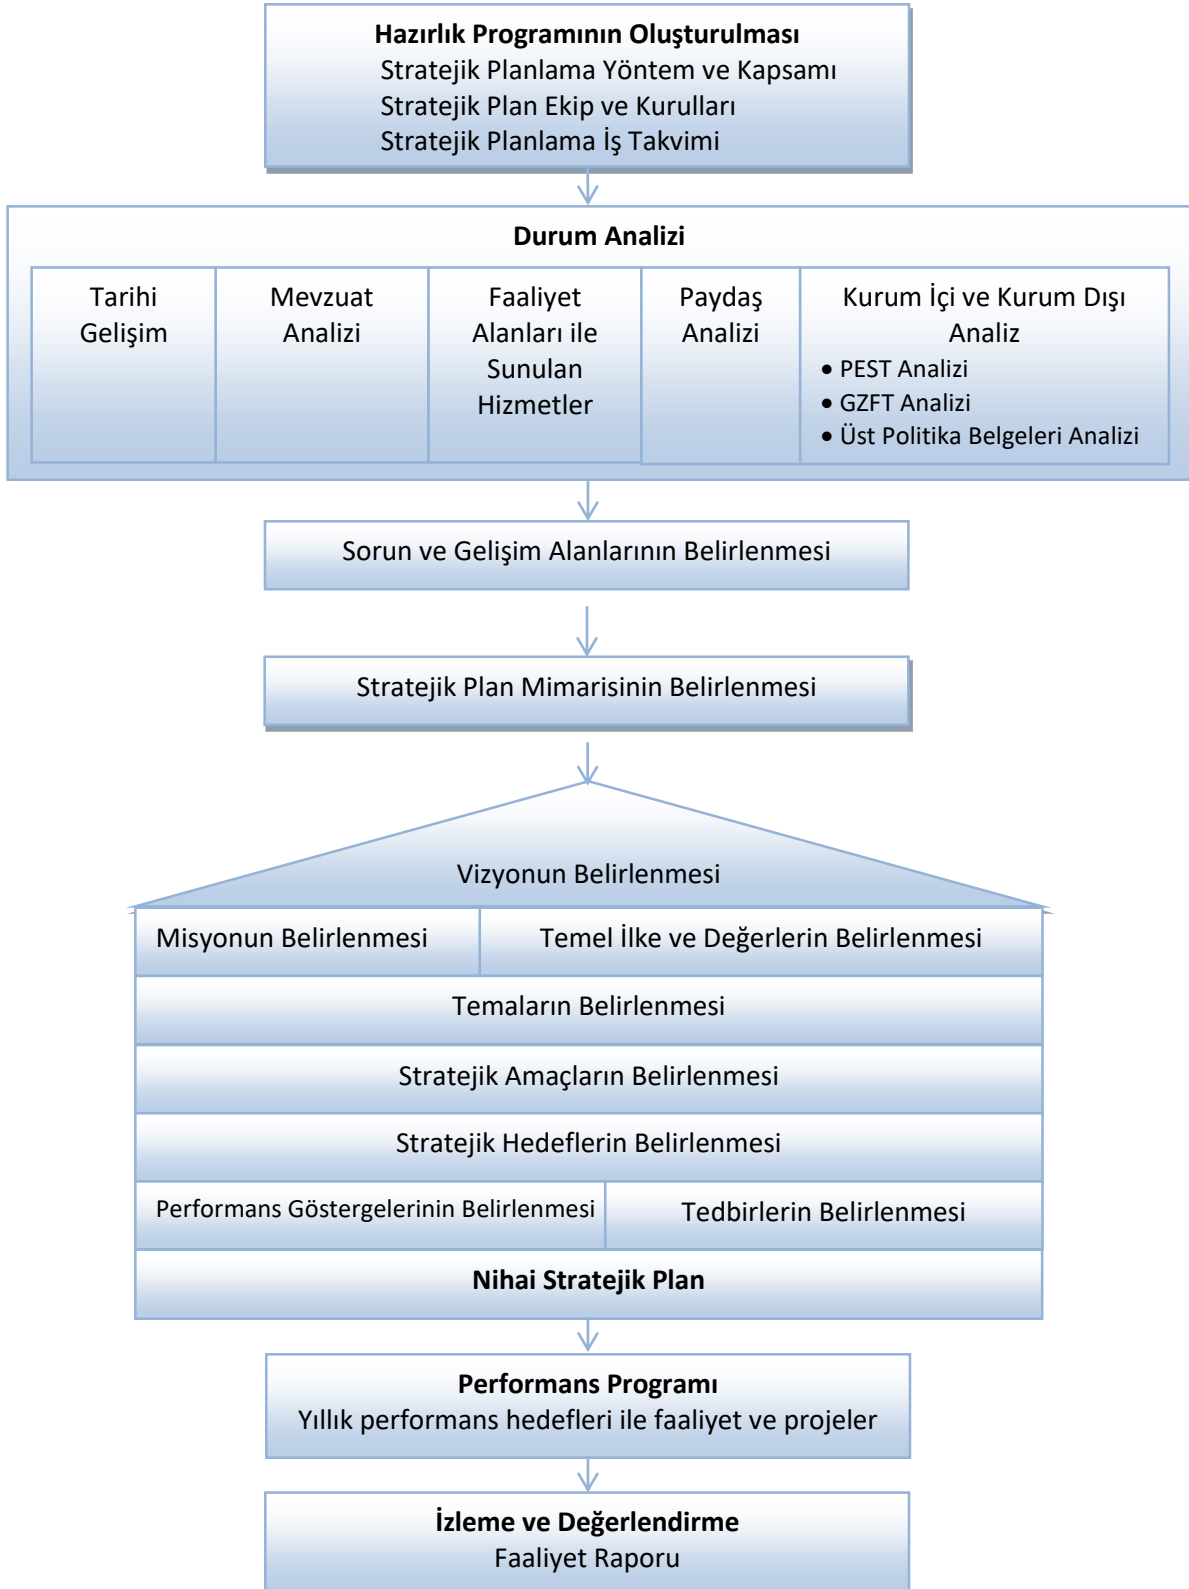 Hazırlık Programının Oluşturulması
Stratejik Planlama Yöntem ve Kapsamı
Stratejik Plan Ekip ve Kurulları
Stratejik Planlama İş Takvimi
Durum Analizi
Tarihi
Gelişim
Mevzuat
Analizi
Faaliyet
Alanları ile
Sunulan
Hizmetler
Paydaş
Analizi
Kurum İçi ve Kurum Dışı
Analiz
• PEST Analizi
• GZFT Analizi
• Üst Politika Belgeleri Analizi
Sorun ve Gelişim Alanlarının Belirlenmesi
Stratejik Plan Mimarisinin Belirlenmesi
Vizyonun Belirlenmesi
Misyonun Belirlenmesi
Temel İlke ve Değerlerin Belirlenmesi
Temaların Belirlenmesi
Stratejik Amaçların Belirlenmesi
Stratejik Hedeflerin Belirlenmesi
Performans Göstergelerinin Belirlenmesi
Tedbirlerin Belirlenmesi
Nihai Stratejik Plan
Performans Programı
Yıllık performans hedefleri ile faaliyet ve projeler
İzleme ve Değerlendirme
Faaliyet Raporu